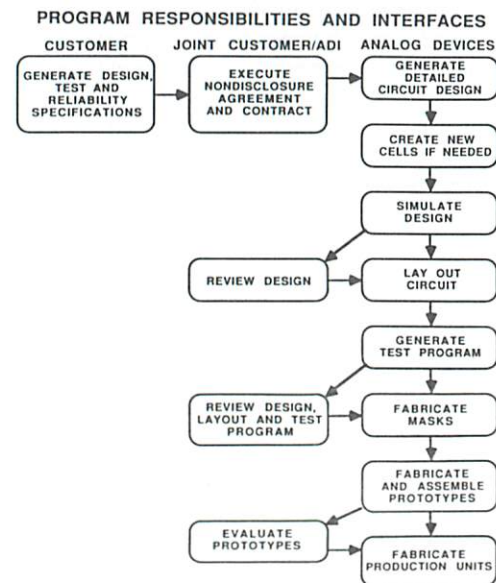 PROGRAM RESPONSIBILITIES AND INTERFACES
CUSTOMER
JOINT CUSTOMER/ADI
ANALOG DEVICES
GENERATE DESIGN,
TEST AND
RELIABILITY
SPECIFICATIONS
EXECUTE
NONDISCLOSURE
AGREEMENT
AND CONTRACT
GENERATE
DETAILED
CIRCUIT DESIGN
CREATE NEW
CELLS IF NEEDED
SIMULATE
DESIGN
REVIEW DESIGN
LAY OUT
CIRCUIT
GENERATE
TEST PROGRAM
REVIEW DESIGN,
LAYOUT AND TEST
PROGRAM
FABRICATE
MASKS
FABRICATE
AND ASSEMBLE
PROTOTYPES
EVALUATE
PROTOTYPES
FABRICATE
PRODUCTION UNITS